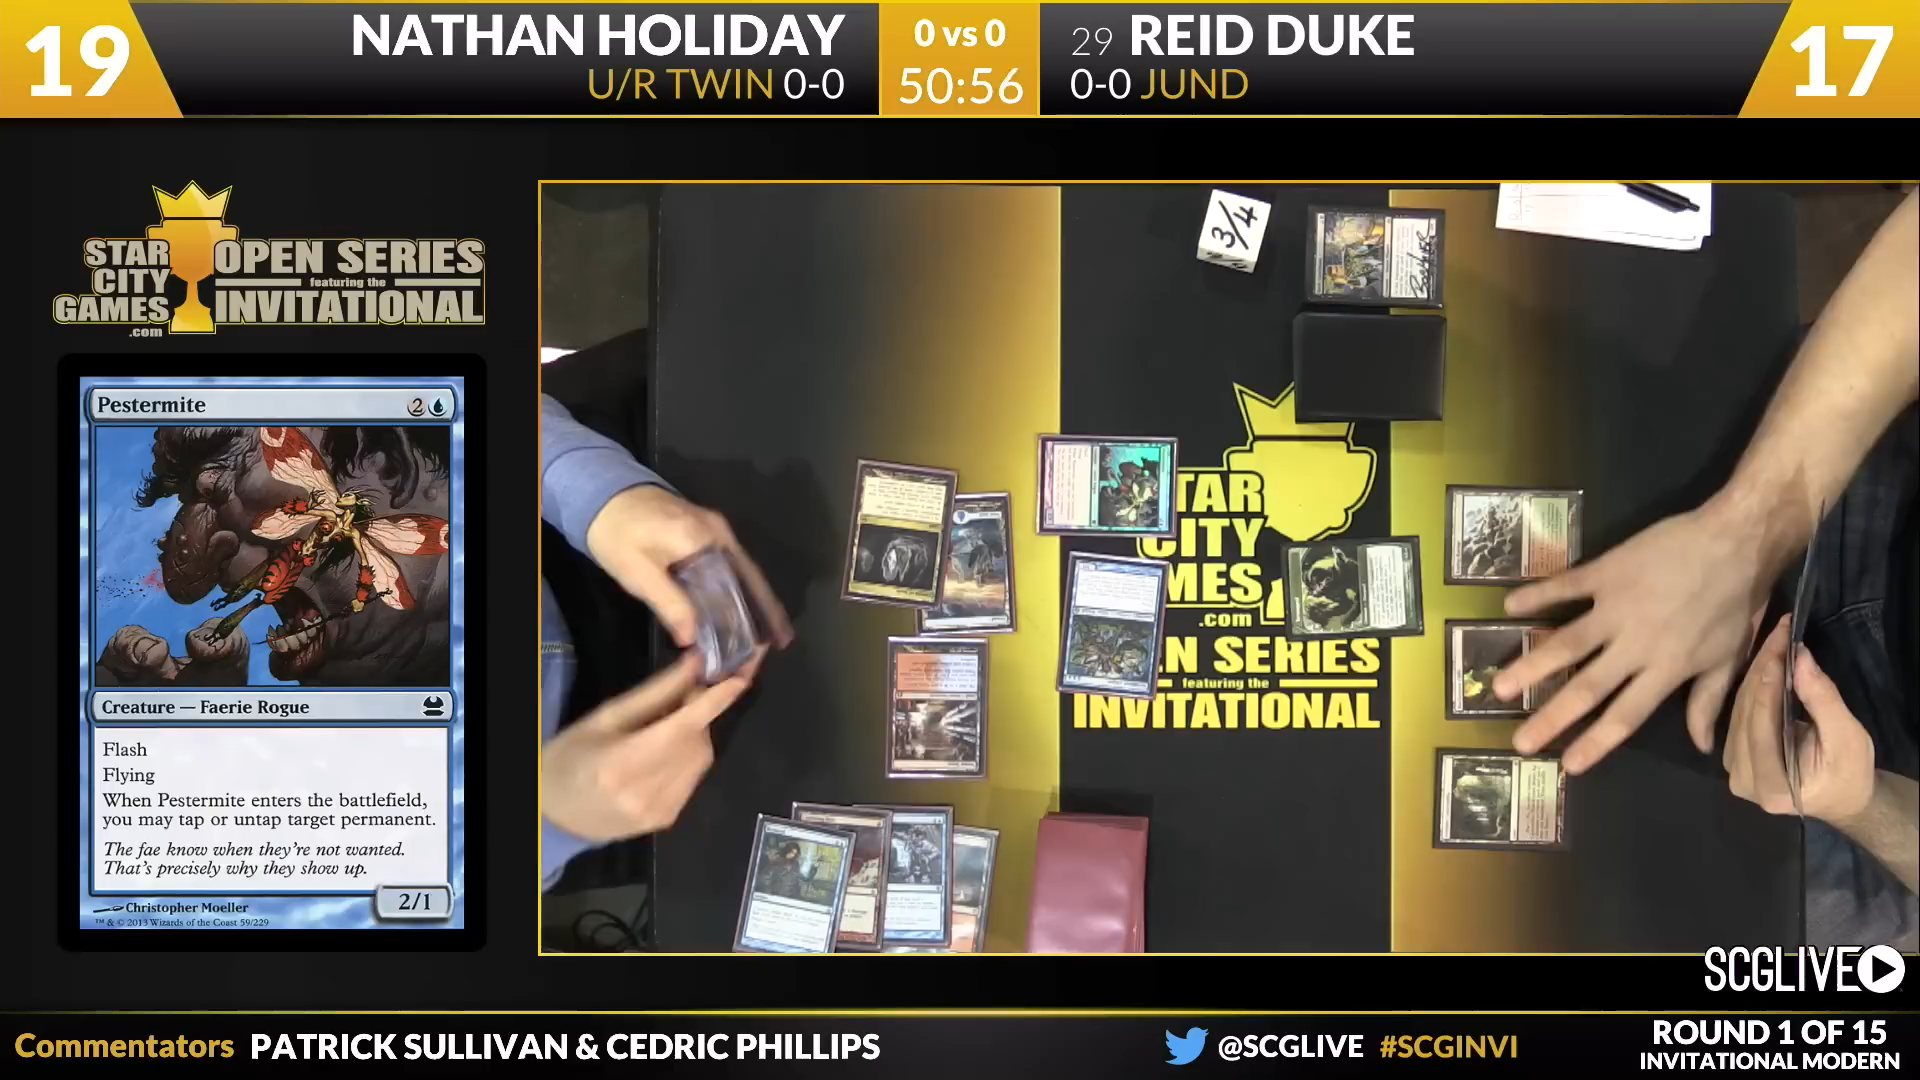 19
NATHAN HOLIDAY
U/R TWIN 0-0
0 vs 0
50:56
29 REID DUKE
0-0 JUND
17
STAR CITY GAMES .com
OPEN SERIES
featuring the
INVITATIONAL
Pestermite 2
Creature — Faerie Rogue
Flash
Flying
When Pestermite enters the battlefield,
you may tap or untap target permanent.
The fae know when they're not wanted.
That's precisely why they show up.
2/1
Christopher Moeller
™ & © 2013 Wizards of the Coast 59/229
3/4
TAR
CITY
MES
.com
N SERIES
featuring the
INVITATIONAL
SCGLIVE
Commentators PATRICK SULLIVAN & CEDRIC PHILLIPS
@SCGLIVE #SCGINVI
ROUND 1 OF 15
INVITATIONAL MODERN